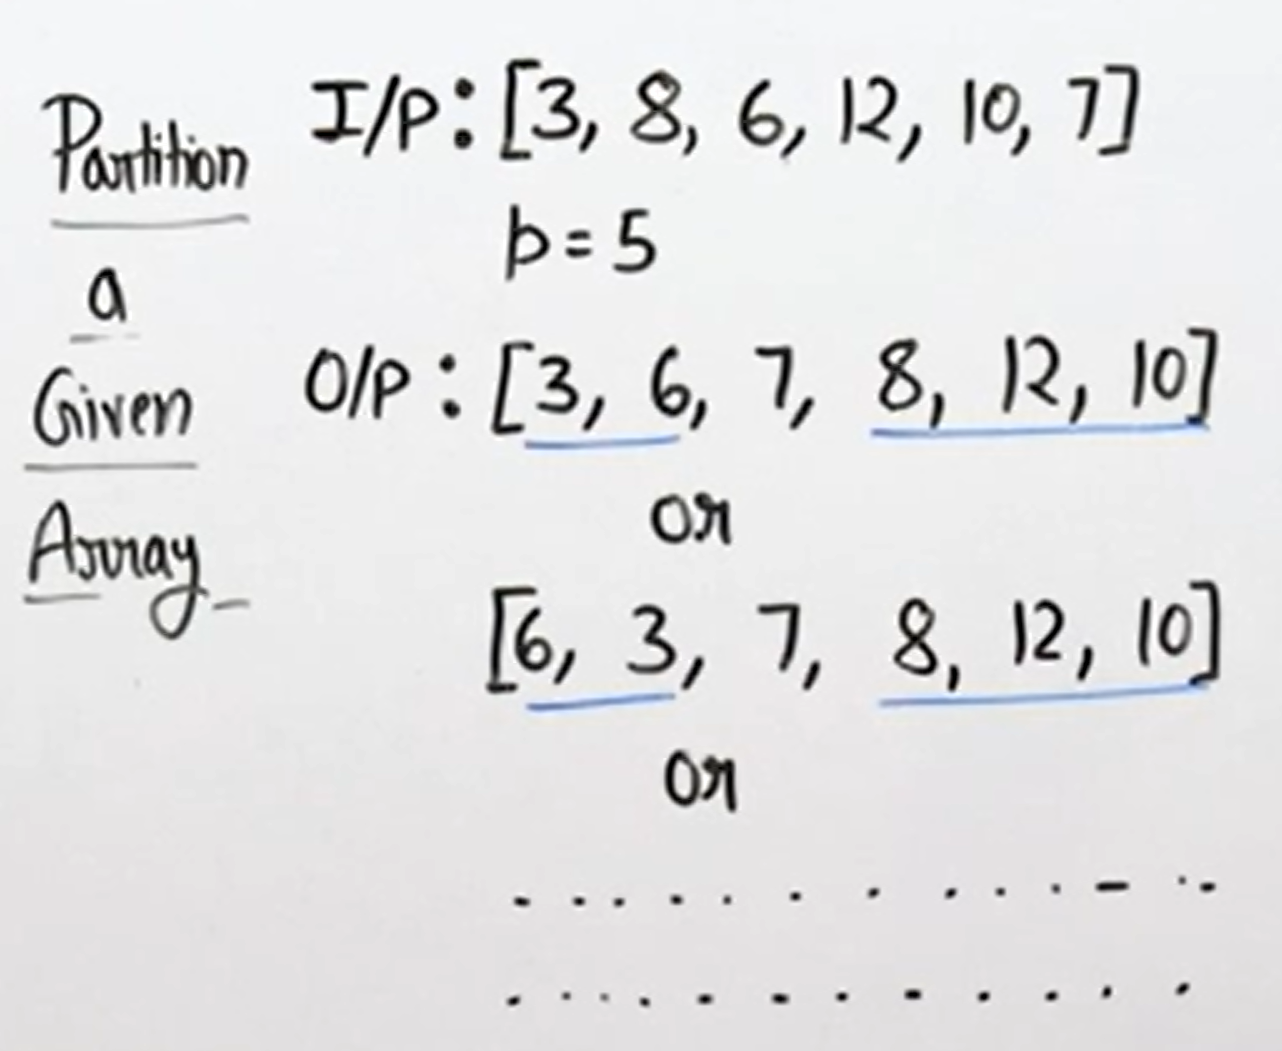 Partition
a
Given
Array
I/P: [3, 8, 6, 12, 10, 7]
p = 5
O/P : [3, 6, 7, 8, 12, 10]
or
[6, 3, 7, 8, 12, 10]
or